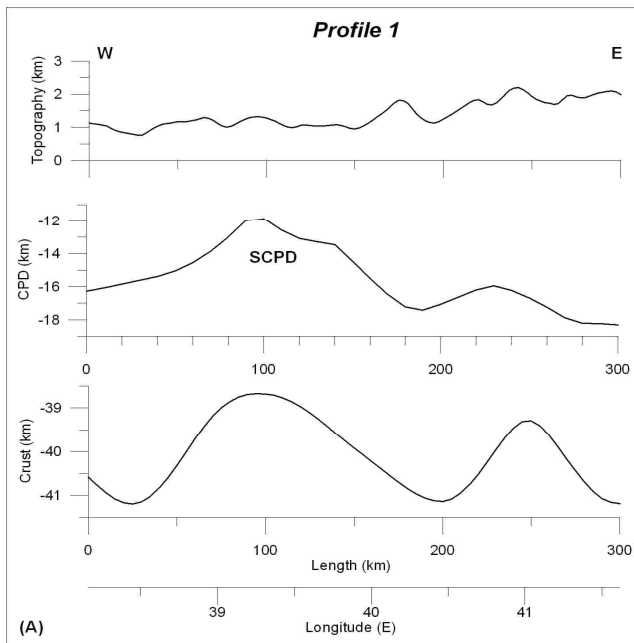 Profile 1
W
E
Topography (km)
3
2
1
0
CPD (km)
-12
-14
-16
-18
SCPD
0
100
200
300
Crust (km)
-39
-40
-41
0
100
200
300
Length (km)
39
40
41
Longitude (E)
(A)